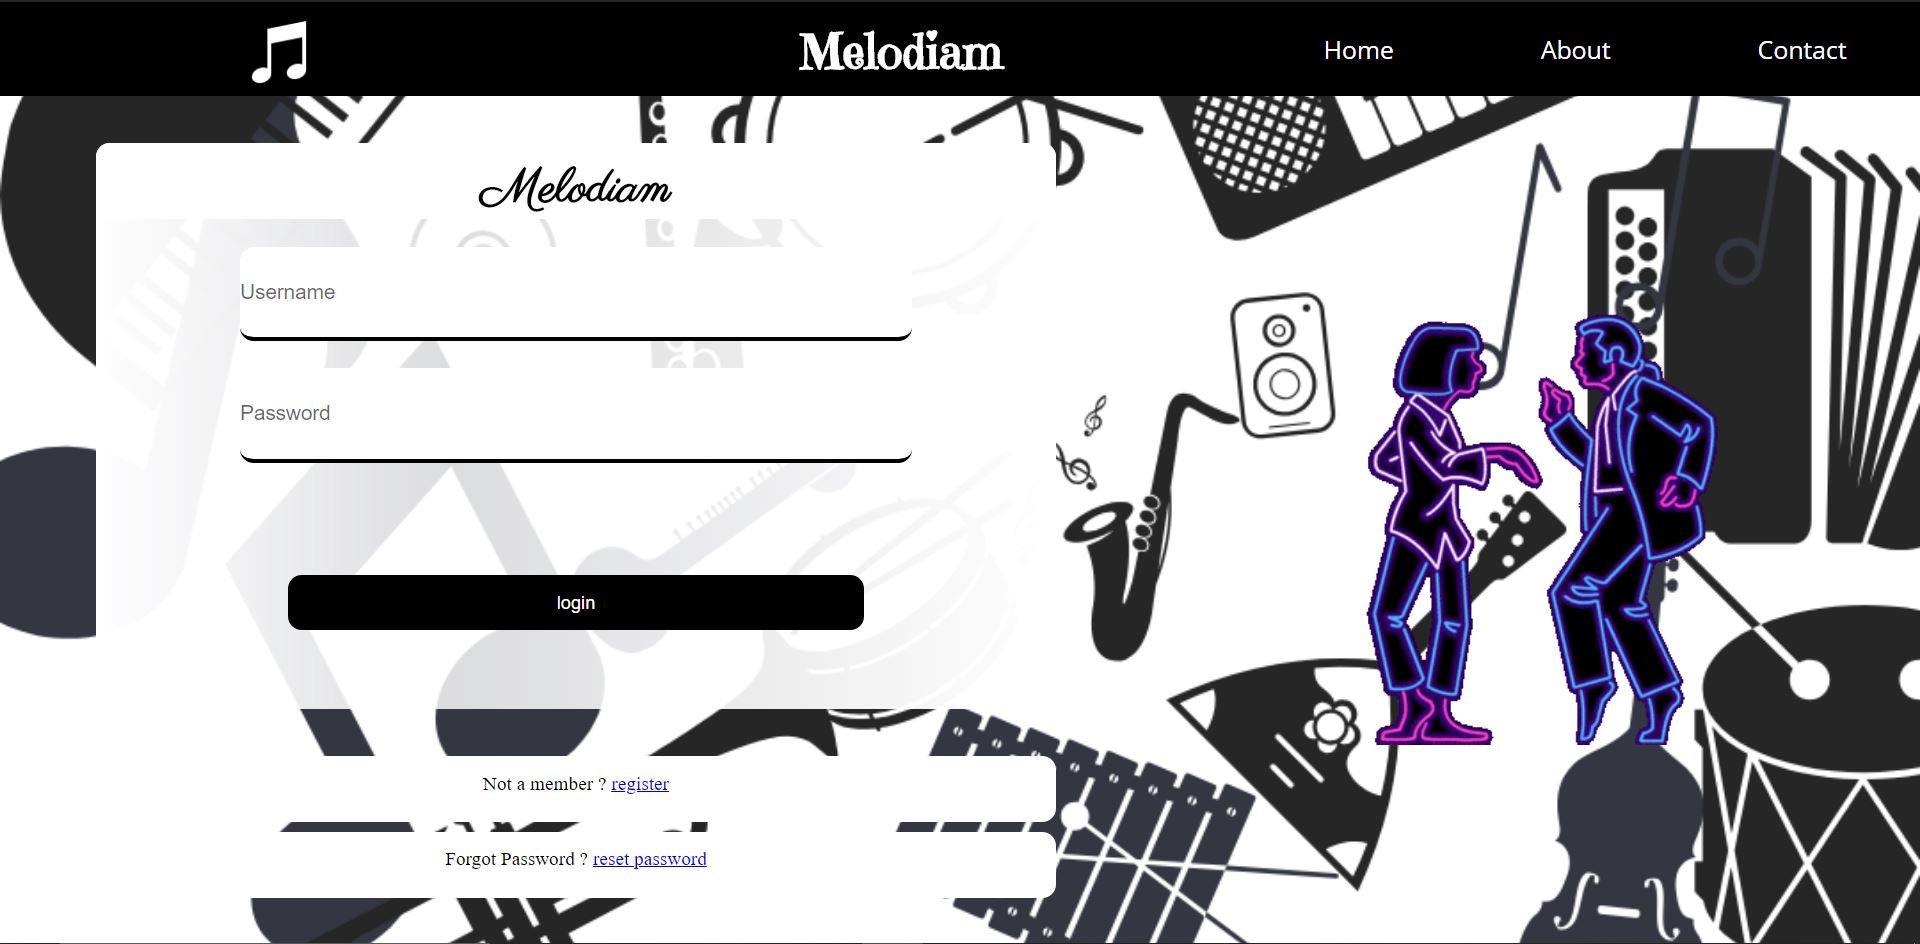 Melodiam
Home About Contact
Melodiam
Username
Password
login
Not a member ? register
Forgot Password ? reset password